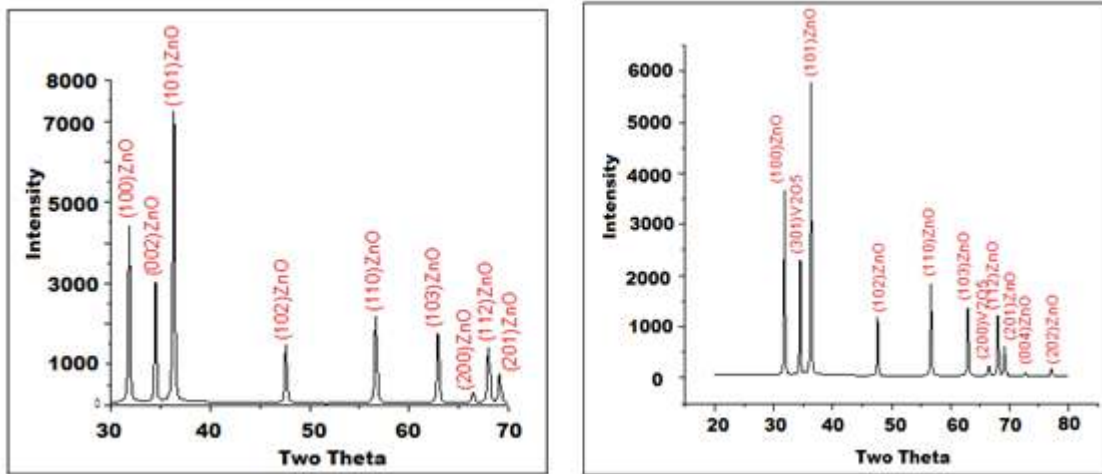 8000
7000
5000
3000
1000
0
Intensity
30
40
50
60
70
Two Theta
(100)ZnO
(002)ZnO
(101)ZnO
(102)ZnO
(110)ZnO
(103)ZnO
(200)ZnO
(112)ZnO
(201)ZnO
6000
5000
4000
3000
2000
1000
0
Intensity
20
30
40
50
60
70
80
Two Theta
(100)ZnO
(301)V2O5
(101)ZnO
(102)ZnO
(110)ZnO
(103)ZnO
(200)V2O5
(112)ZnO
(201)ZnO
(004)ZnO
(202)ZnO